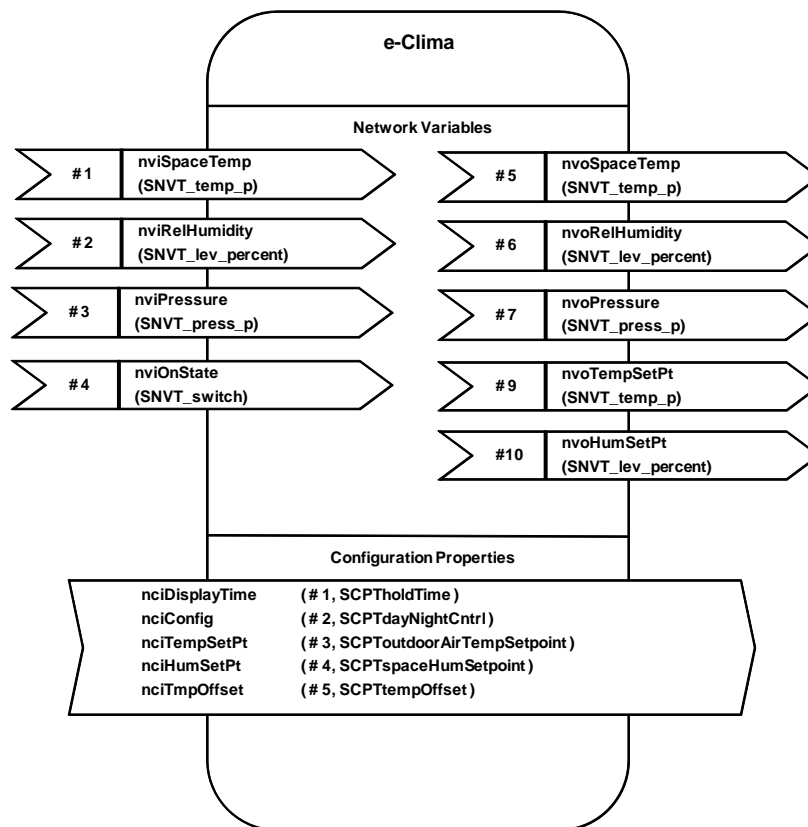 e-Clima
Network Variables
# 1 nviSpaceTemp
(SNVT_temp_p)
# 2 nviRelHumidity
(SNVT_lev_percent)
# 3 nviPressure
(SNVT_press_p)
# 4 nviOnState
(SNVT_switch)
# 5 nvoSpaceTemp
(SNVT_temp_p)
# 6 nvoRelHumidity
(SNVT_lev_percent)
# 7 nvoPressure
(SNVT_press_p)
# 9 nvoTempSetPt
(SNVT_temp_p)
#10 nvoHumSetPt
(SNVT_lev_percent)
Configuration Properties
nciDisplayTime ( # 1, SCPTholdTime )
nciConfig ( # 2, SCPTdayNightCntrl )
nciTempSetPt ( # 3, SCPToutdoorAirTempSetpoint )
nciHumSetPt ( # 4, SCPTspaceHumSetpoint )
nciTmpOffset ( # 5, SCPTtempOffset )